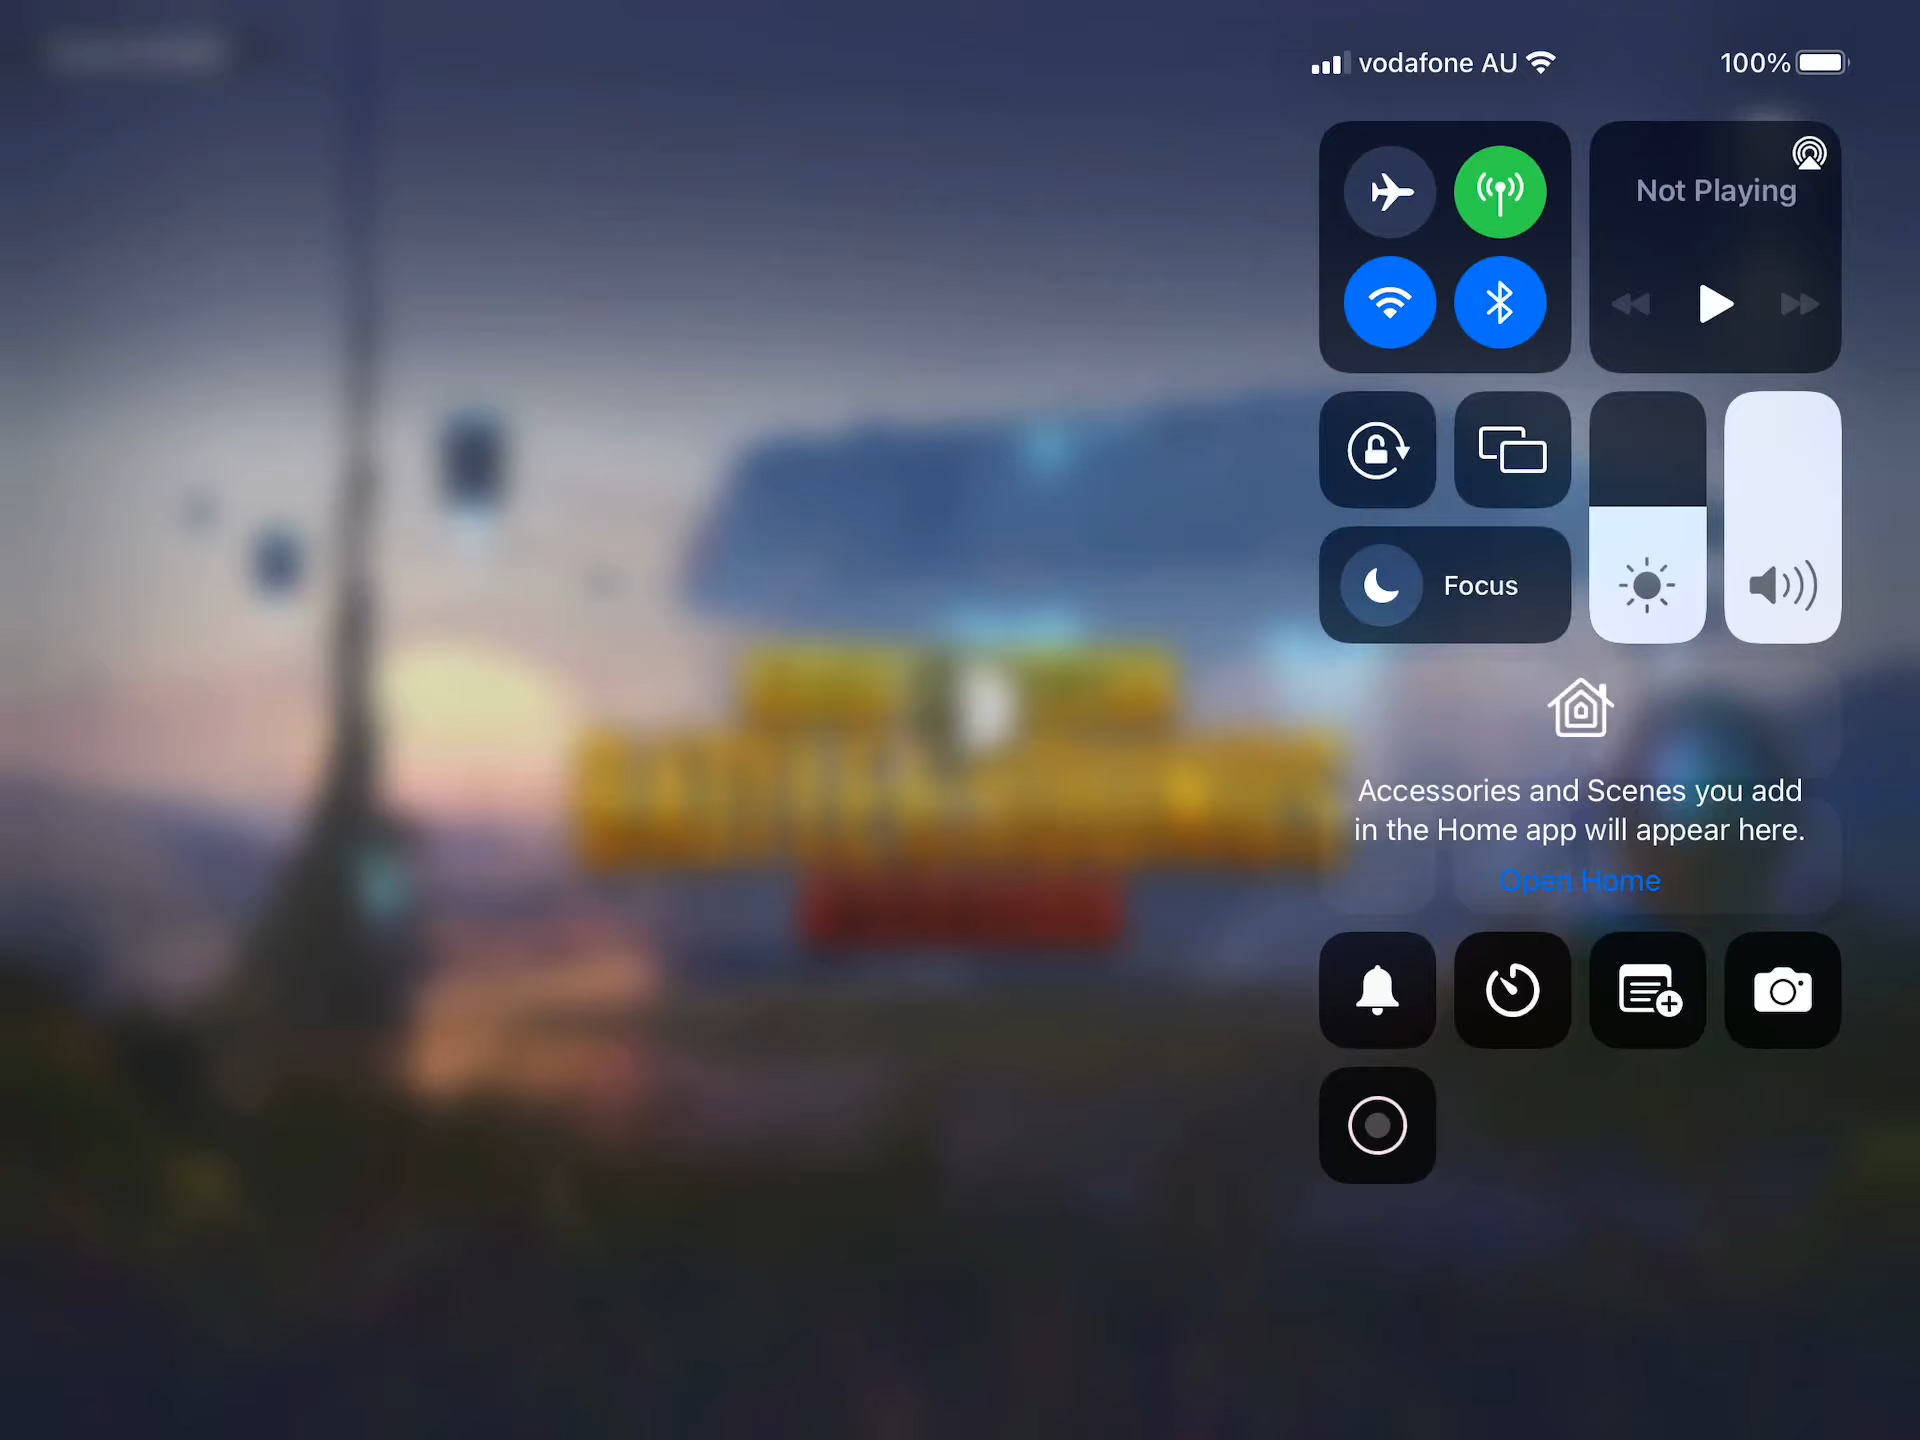 vodafone AU
100%
Not Playing
Focus
Accessories and Scenes you add
in the Home app will appear here.
Open Home